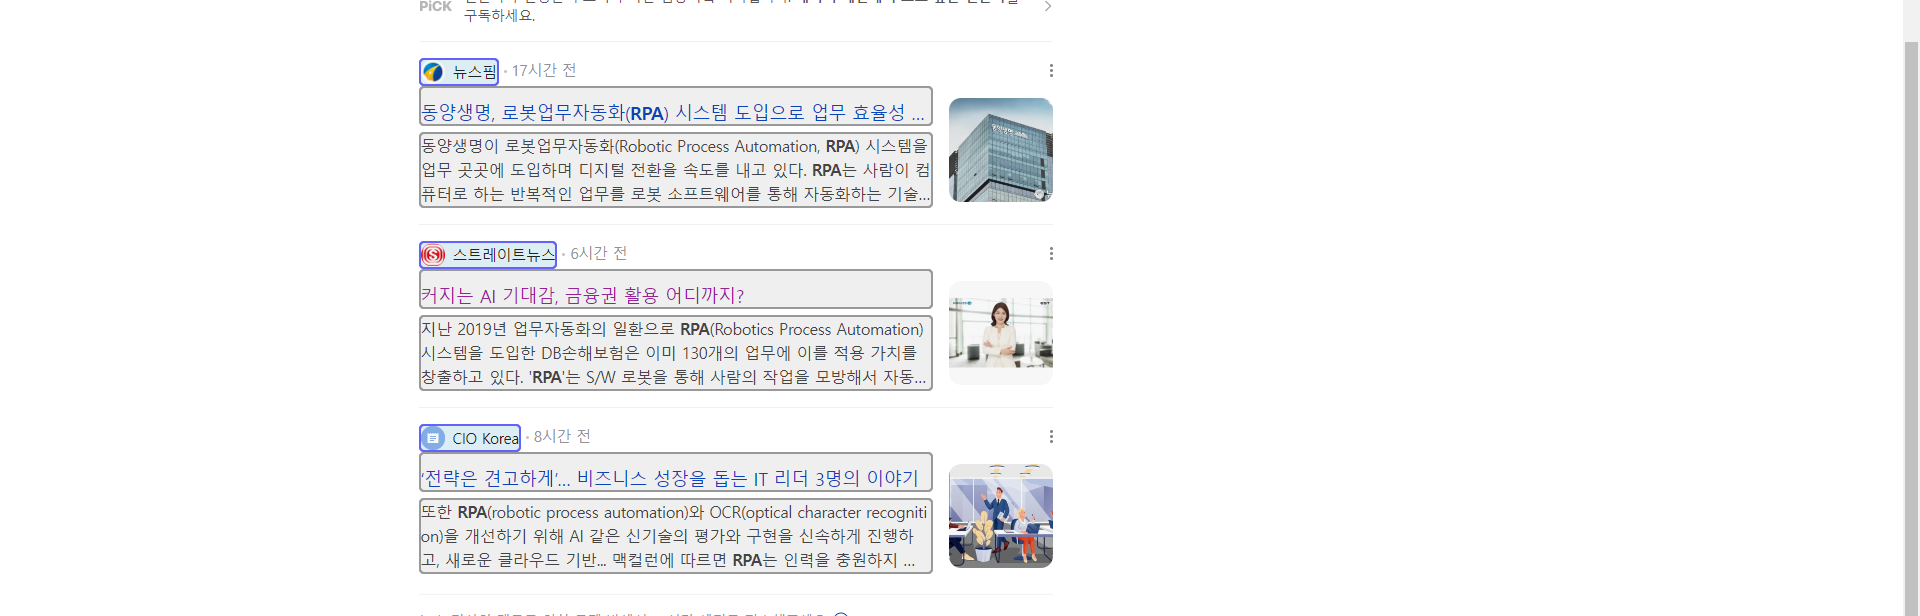 PiCK
구독하세요.
뉴스핌 · 17시간 전
동양생명, 로봇업무자동화(RPA) 시스템 도입으로 업무 효율성 ...
동양생명이 로봇업무자동화(Robotic Process Automation, RPA) 시스템을
업무 곳곳에 도입하며 디지털 전환을 속도를 내고 있다. RPA는 사람이 컴
퓨터로 하는 반복적인 업무를 로봇 소프트웨어를 통해 자동화하는 기술...
스트레이트뉴스 · 6시간 전
커지는 AI 기대감, 금융권 활용 어디까지?
지난 2019년 업무자동화의 일환으로 RPA(Robotics Process Automation)
시스템을 도입한 DB손해보험은 이미 130개의 업무에 이를 적용 가치를
창출하고 있다. 'RPA'는 S/W 로봇을 통해 사람의 작업을 모방해서 자동...
CIO Korea · 8시간 전
‘전략은 견고하게’... 비즈니스 성장을 돕는 IT 리더 3명의 이야기
또한 RPA(robotic process automation)와 OCR(optical character recogniti
on)을 개선하기 위해 AI 같은 신기술의 평가와 구현을 신속하게 진행하
고, 새로운 클라우드 기반... 맥컬런에 따르면 RPA는 인력을 충원하지 ...